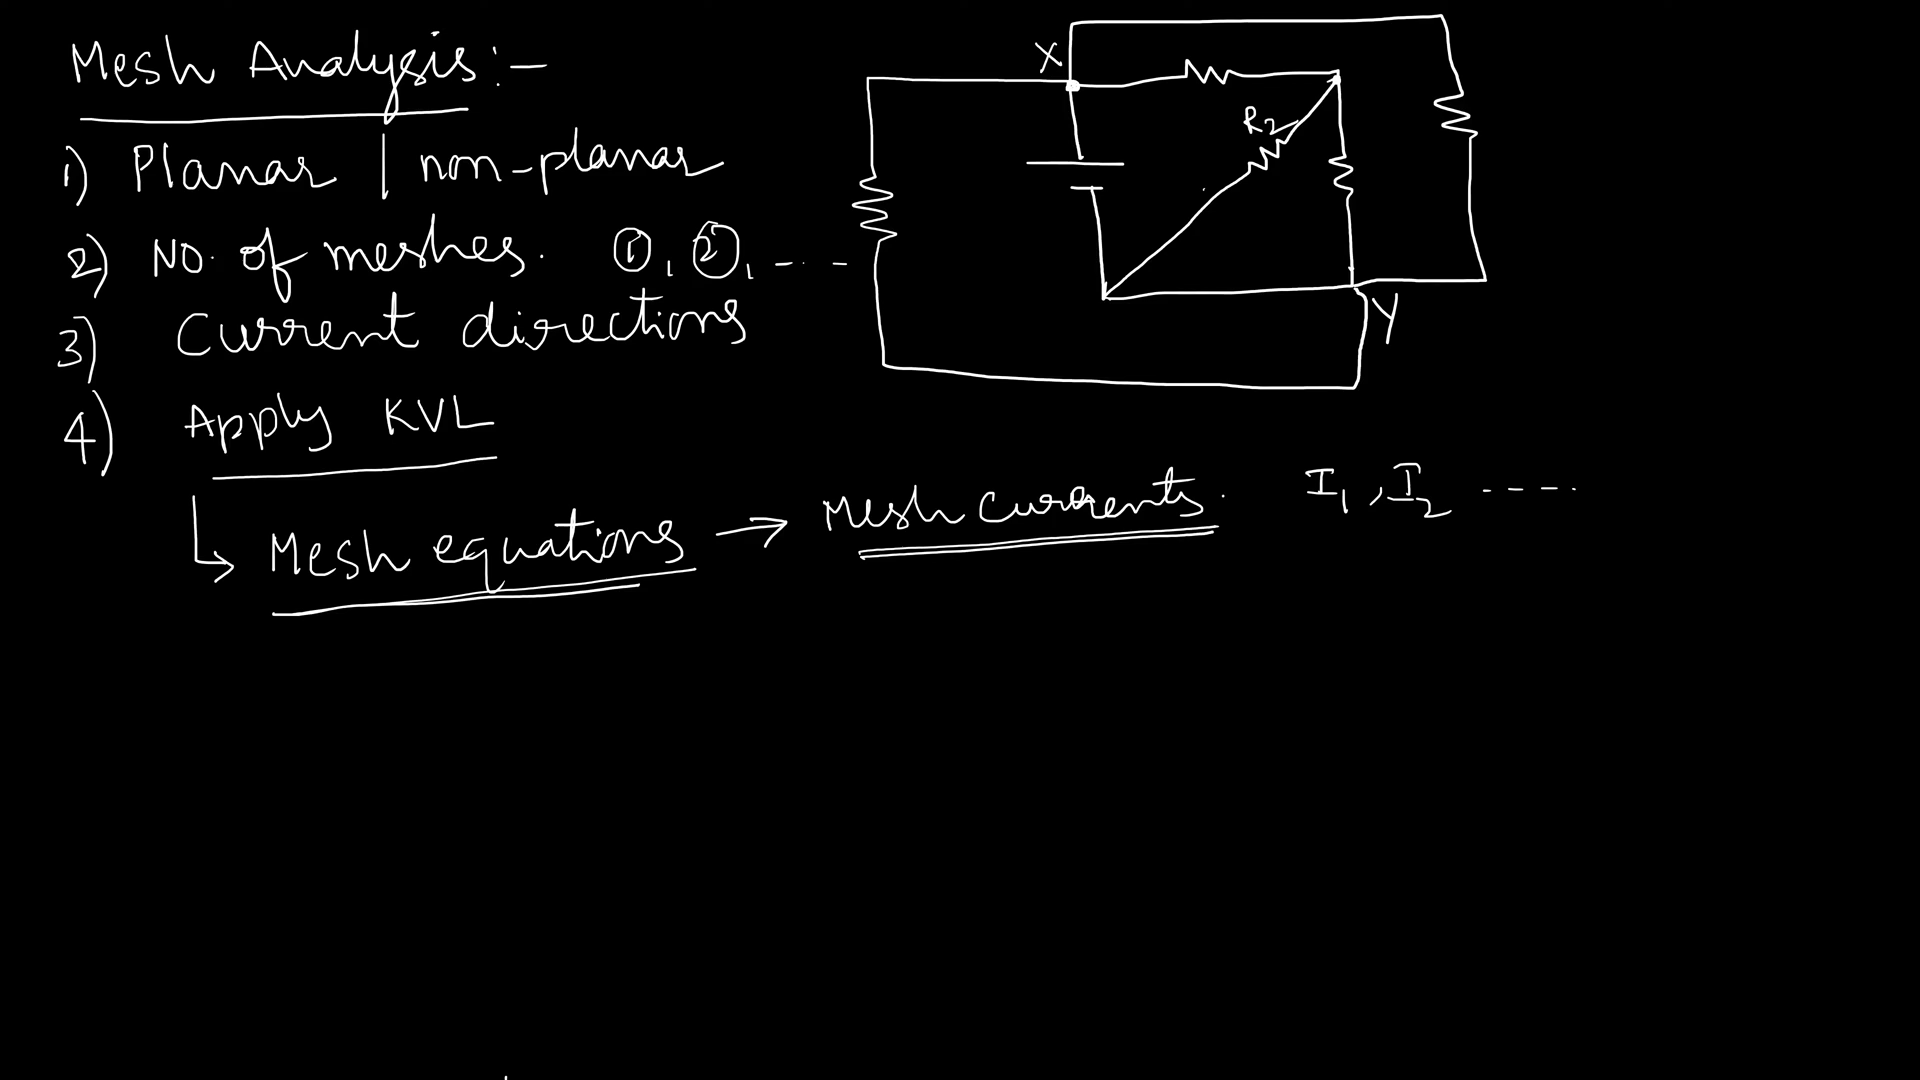 Mesh Analysis:-
1) Planar | non-planar
2) NO. of meshes. ①, ②, ....
3) Current directions
4) Apply KVL
↳ Mesh equations → Mesh currents. I1, I2 .....
X
R2
Y